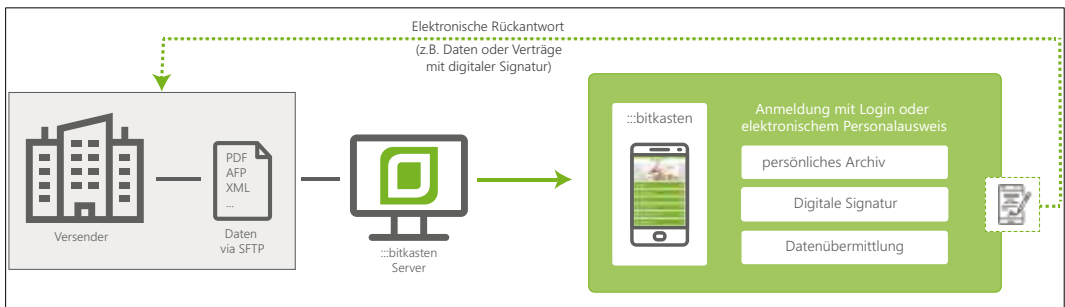 Elektronische Rückantwort
(z.B. Daten oder Verträge
mit digitaler Signatur)
PDF
AFP
XML
...
Versender
Daten
via SFTP
:::bitkasten
Server
:::bitkasten
Anmeldung mit Login oder
elektronischem Personalausweis
persönliches Archiv
Digitale Signatur
Datenübermittlung